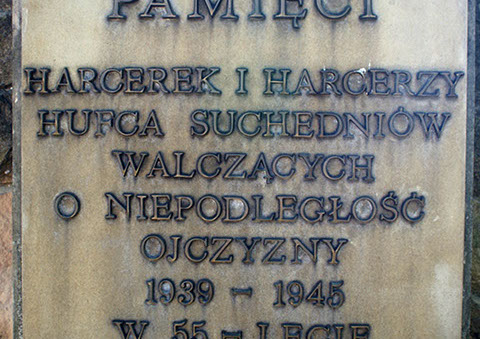 PAMIĘCI
HARCEREK I HARCERZY
HUFCA SUCHEDNIÓW
WALCZĄCYCH
O NIEPODLEGŁOŚĆ
OJCZYZNY
1939 - 1945
W 55 - LECIE